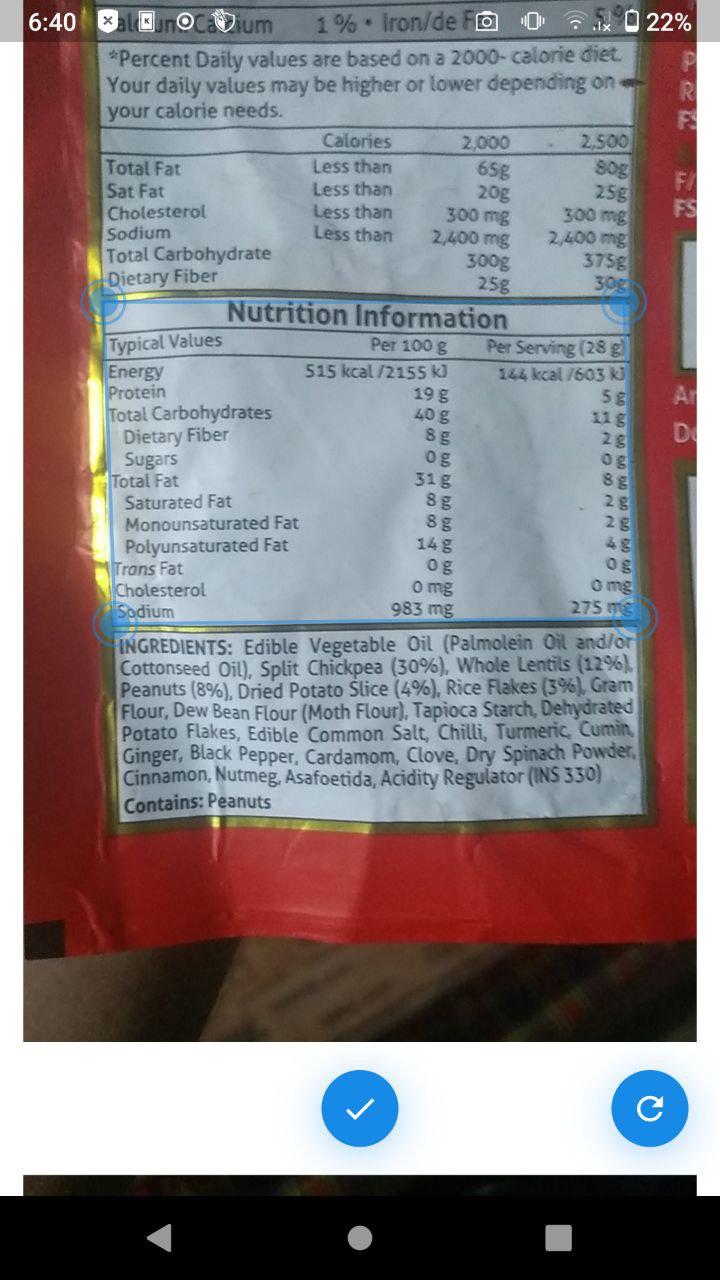 6:40 22%
1% • Iron/de
*Percent Daily values are based on a 2000- calorie diet.
Your daily values may be higher or lower depending on
your calorie needs.
Calories 2,000 2,500
Total Fat Less than 65g 80g
Sat Fat Less than 20g 25g
Cholesterol Less than 300 mg 300 mg
Sodium Less than 2,400 mg 2,400 mg
Total Carbohydrate 300g 375g
Dietary Fiber 25g 30g
Nutrition Information
Typical Values Per 100 g Per Serving (28 g)
Energy 515 kcal /2155 kJ 144 kcal /603 kJ
Protein 19 g 5 g
Total Carbohydrates 40 g 11 g
Dietary Fiber 8 g 2 g
Sugars 0 g 0 g
Total Fat 31 g 8 g
Saturated Fat 8 g 2 g
Monounsaturated Fat 8 g 2 g
Polyunsaturated Fat 14 g 4 g
Trans Fat 0 g 0 g
Cholesterol 0 mg 0 mg
Sodium 983 mg 275 mg
INGREDIENTS: Edible Vegetable Oil (Palmolein Oil and/or
Cottonseed Oil), Split Chickpea (30%), Whole Lentils (12%),
Peanuts (8%), Dried Potato Slice (4%), Rice Flakes (3%), Gram
Flour, Dew Bean Flour (Moth Flour), Tapioca Starch, Dehydrated
Potato Flakes, Edible Common Salt, Chilli, Turmeric, Cumin,
Ginger, Black Pepper, Cardamom, Clove, Dry Spinach Powder,
Cinnamon, Nutmeg, Asafoetida, Acidity Regulator (INS 330)
Contains: Peanuts